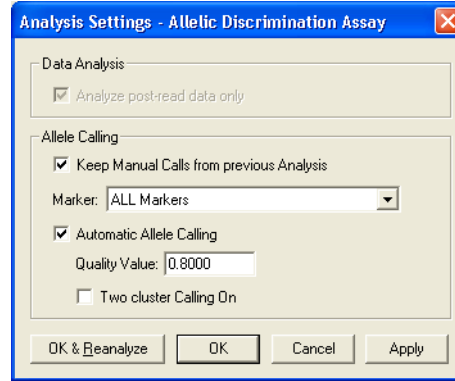 Analysis Settings - Allelic Discrimination Assay
Data Analysis
Analyze post-read data only
Allele Calling
Keep Manual Calls from previous Analysis
Marker: ALL Markers
Automatic Allele Calling
Quality Value: 0.8000
Two cluster Calling On
OK & Reanalyze OK Cancel Apply